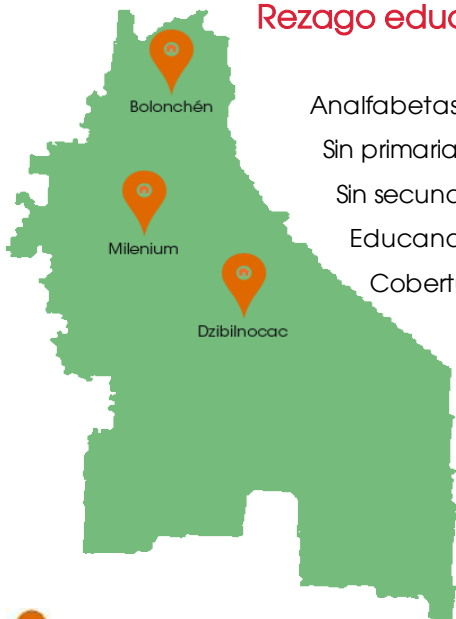 Rezago educ
Bolonchén
Analfabetas
Sin primaria
Sin secund
Milenium
Educand
Cobert
Dzibilnocac